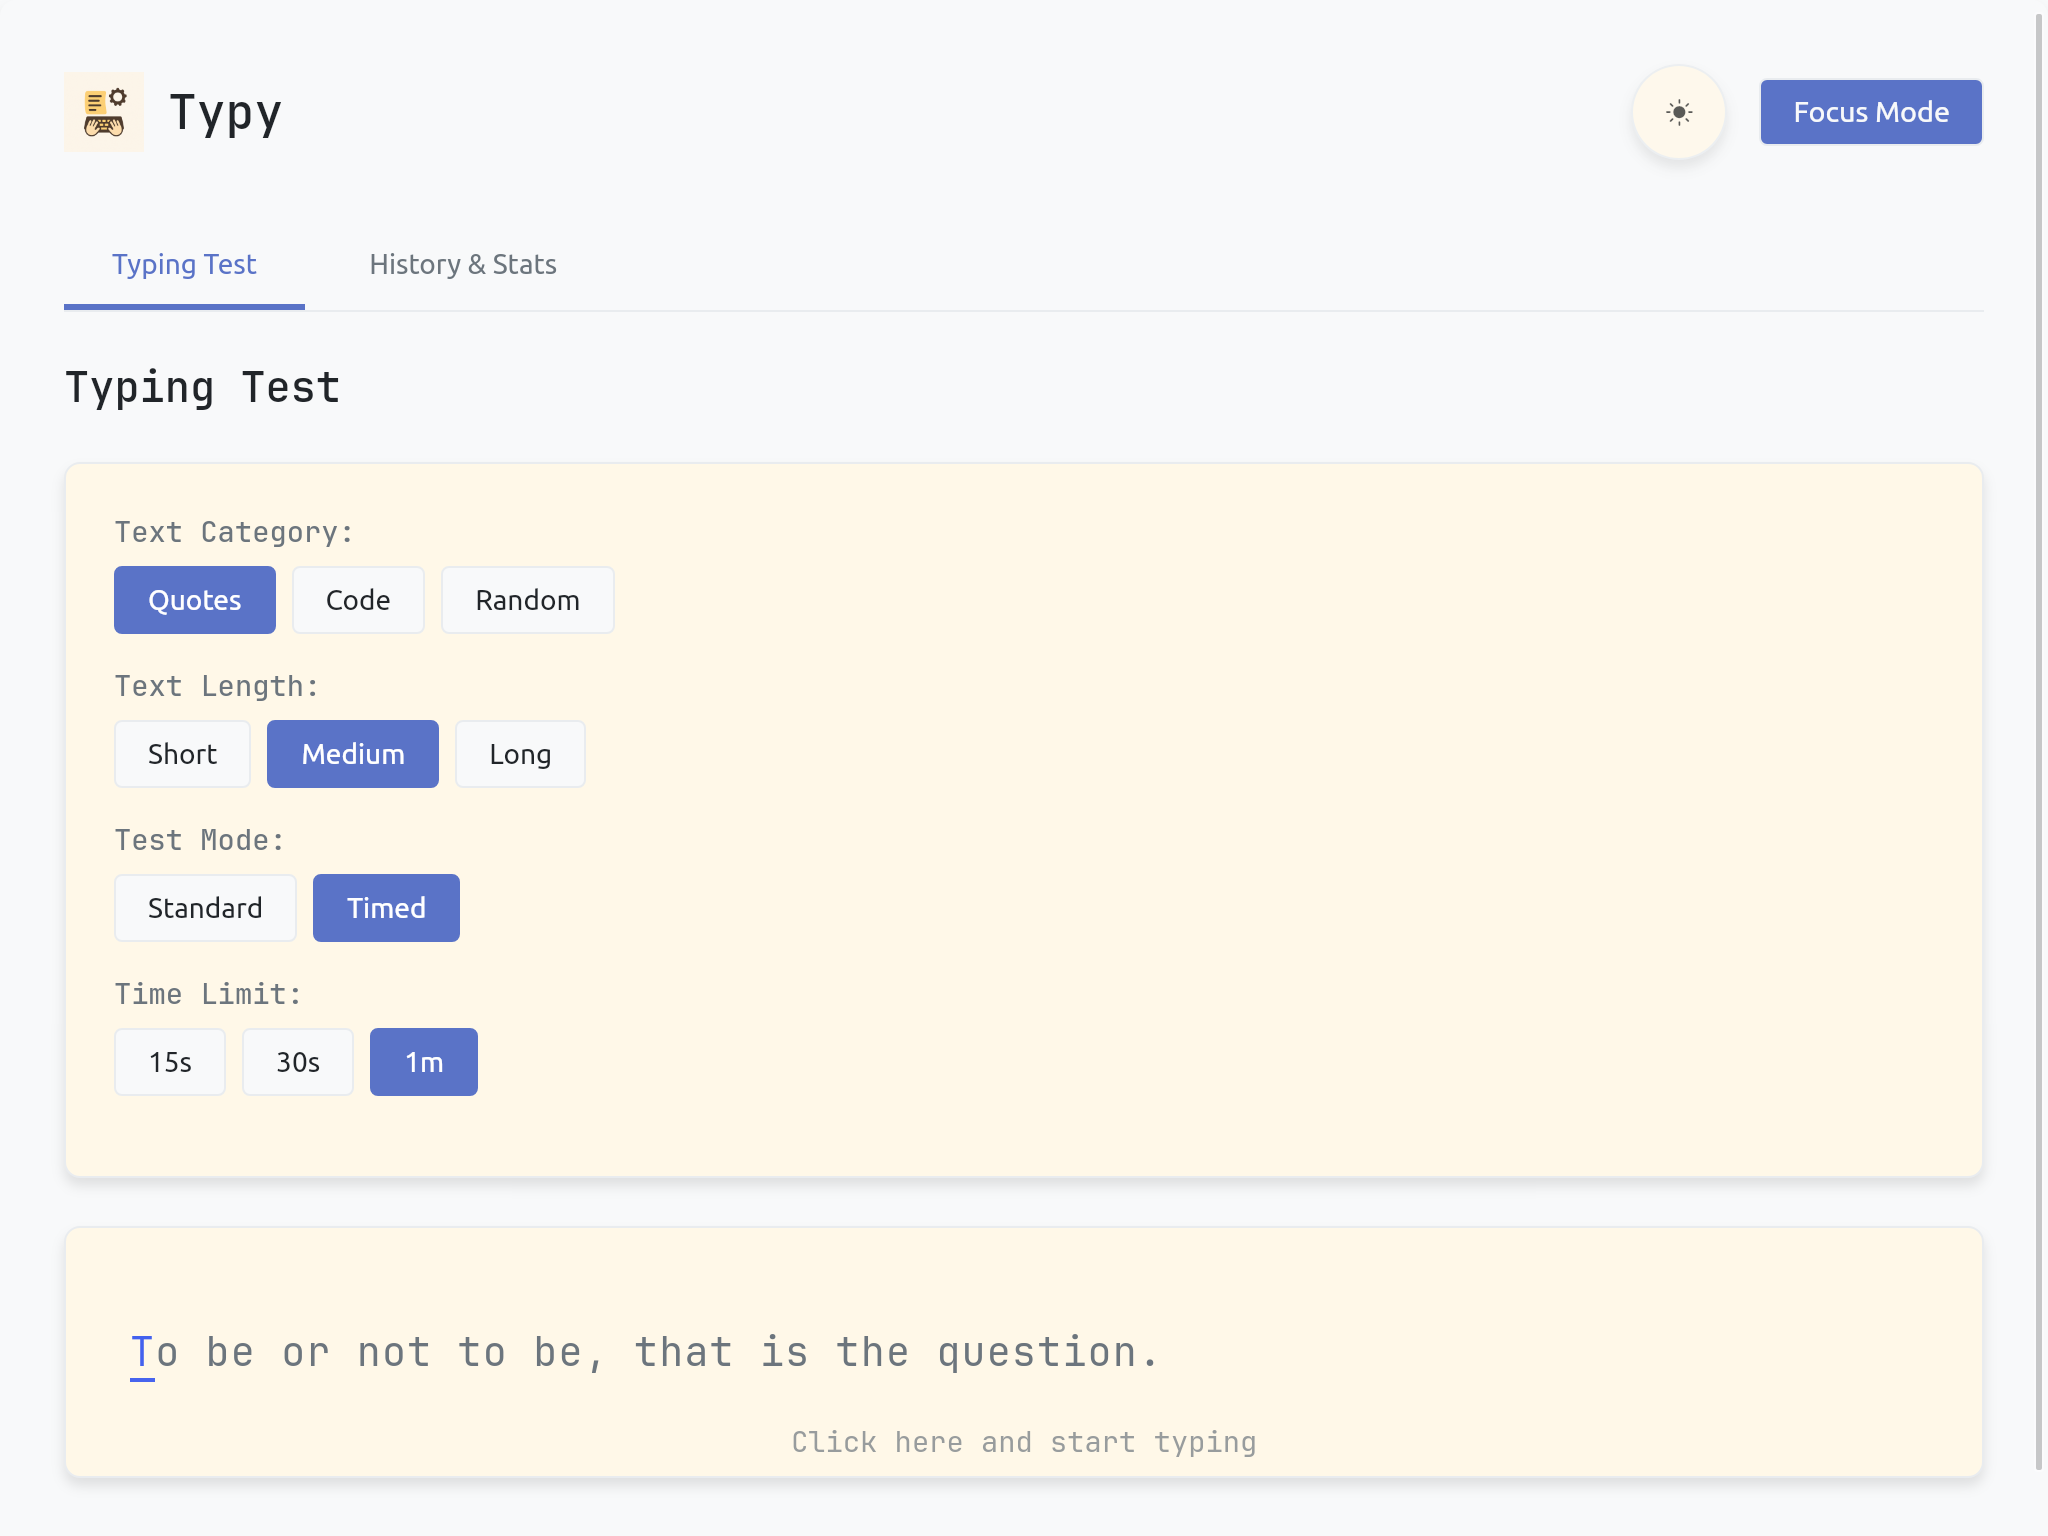 Typy
Focus Mode
Typing Test
History & Stats
Typing Test
Text Category:
Quotes
Code
Random
Text Length:
Short
Medium
Long
Test Mode:
Standard
Timed
Time Limit:
15s
30s
1m
To be or not to be, that is the question.
Click here and start typing